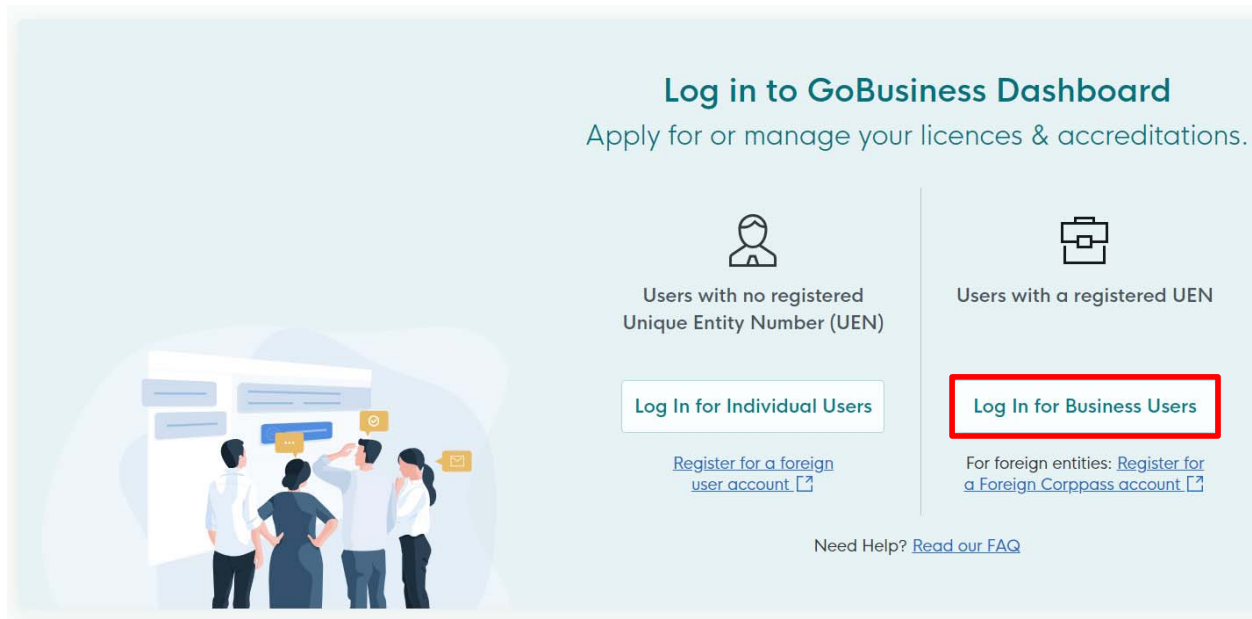 Log in to GoBusiness Dashboard
Apply for or manage your licences & accreditations.
Users with no registered
Unique Entity Number (UEN)
Log In for Individual Users
Register for a foreign
user account
Users with a registered UEN
Log In for Business Users
For foreign entities: Register for
a Foreign Corppass account
Need Help? Read our FAQ